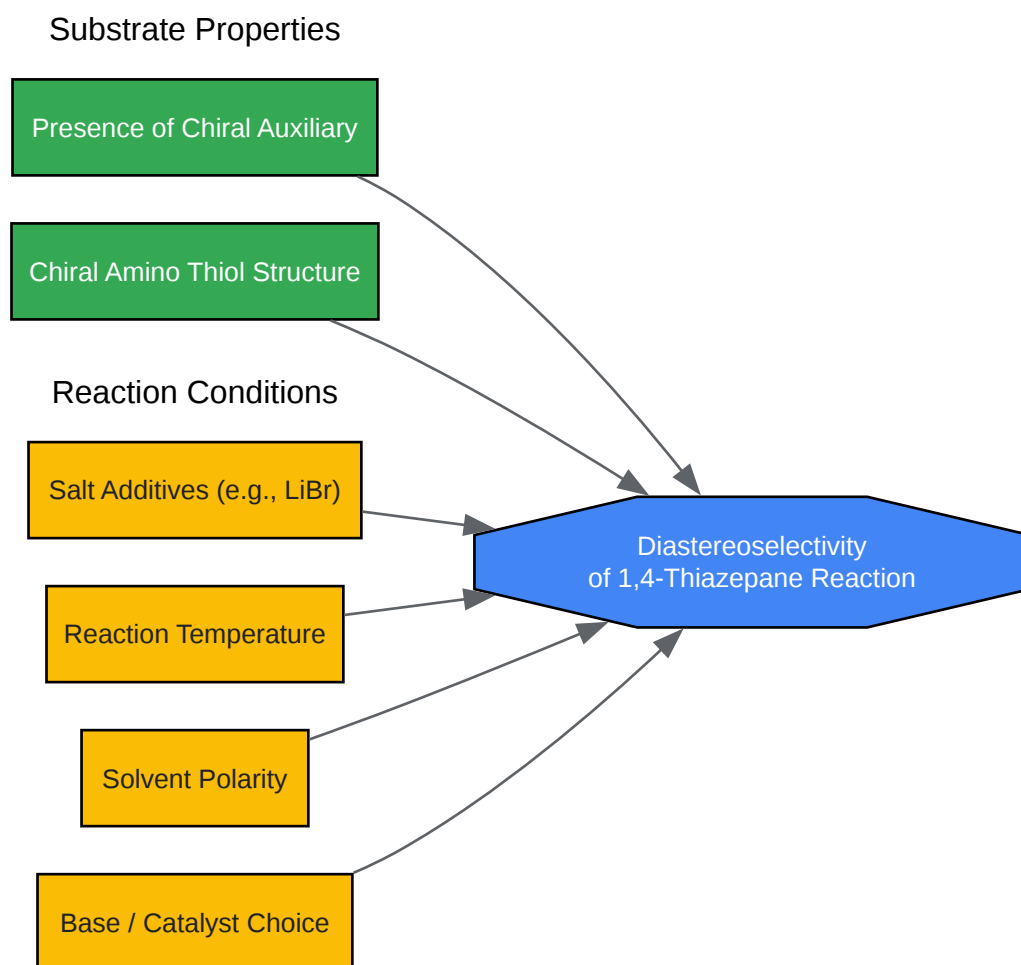 Substrate Properties
Presence of Chiral Auxiliary
Chiral Amino Thiol Structure
Reaction Conditions
Salt Additives (e.g., LiBr)
Diastereoselectivity
of 1,4-Thiazepane Reaction
Reaction Temperature
Solvent Polarity
Base / Catalyst Choice